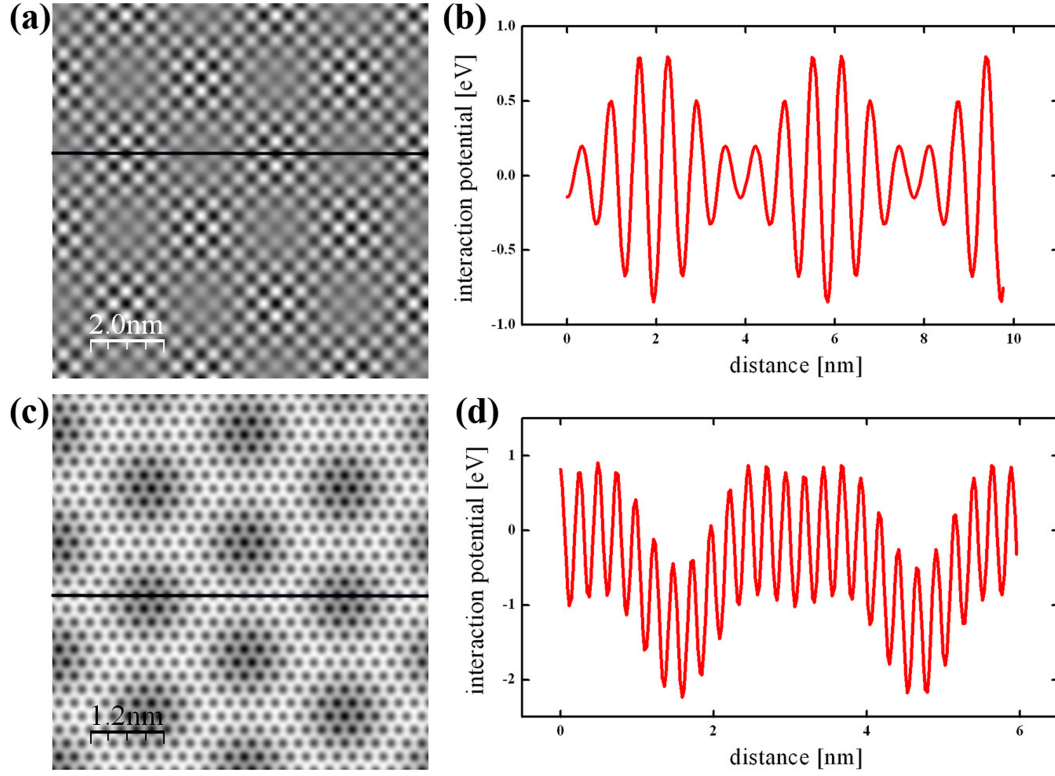 (a)
2.0nm
(b)
1.0
0.5
0.0
-0.5
-1.0
interaction potential [eV]
0 2 4 6 8 10
distance [nm]
(c)
1.2nm
(d)
1
0
-1
-2
interaction potential [eV]
0 2 4 6
distance [nm]